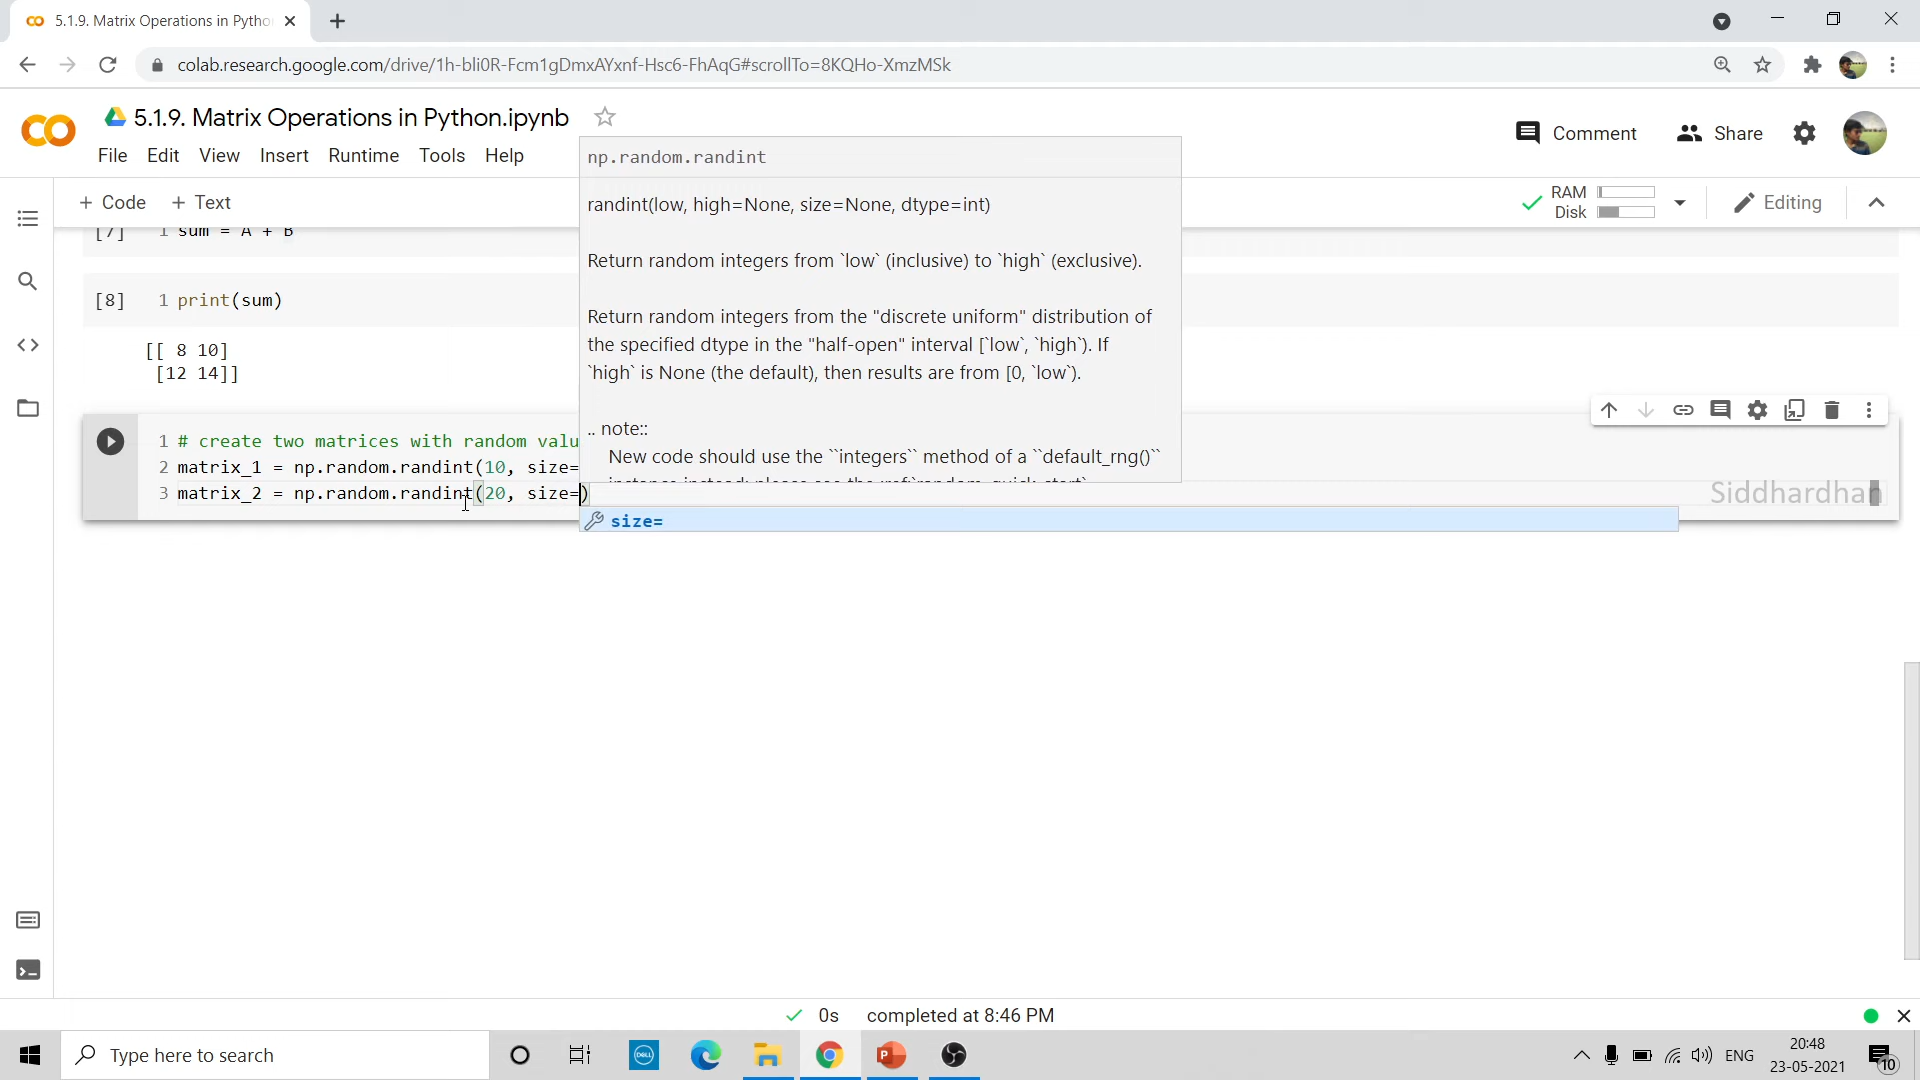 5.1.9. Matrix Operations in Pytho
colab.research.google.com/drive/1h-bli0R-Fcm1gDmxAYxnf-Hsc6-FhAqG#scrollTo=8KQHo-XmzMSk
5.1.9. Matrix Operations in Python.ipynb
File Edit View Insert Runtime Tools Help
Comment
Share
+ Code + Text
RAM
Disk
Editing
[7] 1 sum = A + B
[8] 1 print(sum)
[[ 8 10]
[12 14]]
np.random.randint
randint(low, high=None, size=None, dtype=int)
Return random integers from `low` (inclusive) to `high` (exclusive).
Return random integers from the "discrete uniform" distribution of
the specified dtype in the "half-open" interval [`low`, `high`). If
`high` is None (the default), then results are from [0, `low`).
.. note::
New code should use the ``integers`` method of a ``default_rng()``
1 # create two matrices with random valu
2 matrix_1 = np.random.randint(10, size=
3 matrix_2 = np.random.randint(20, size=)
size=
Siddhardhan
0s completed at 8:46 PM
Type here to search
DELL
ENG
20:48
23-05-2021
10